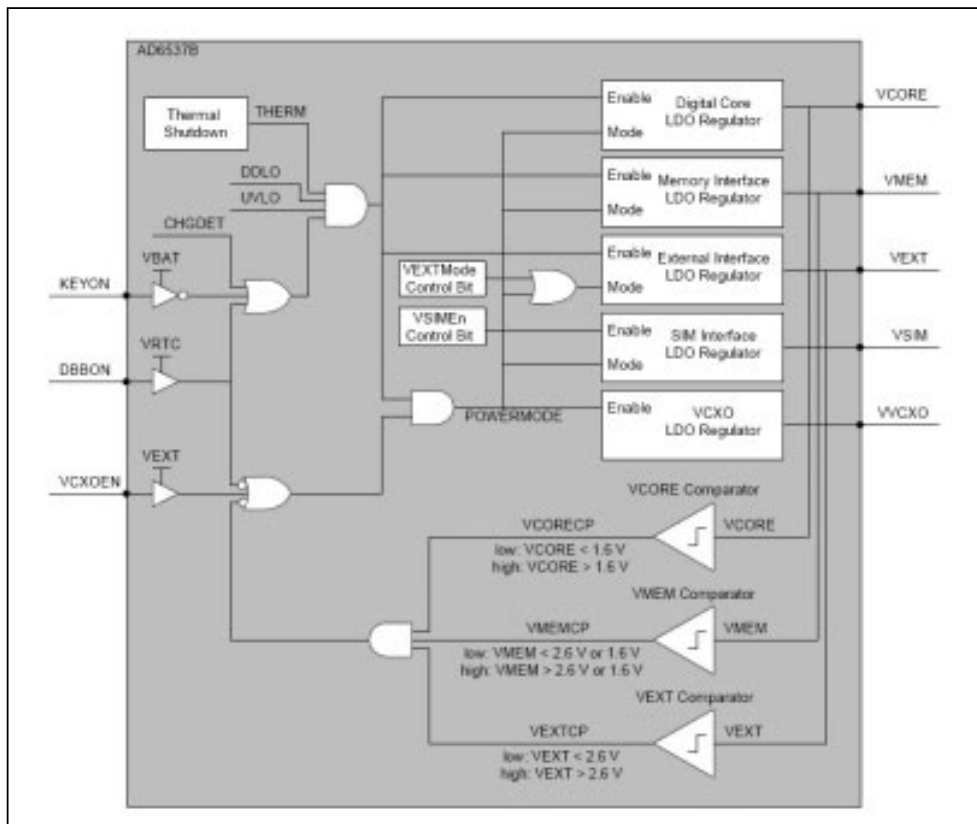 AD6537B
Thermal
Shutdown
THERM
DDLO
UVLO
CHGDET
VBAT
KEYON
VRTC
DBBON
VEXT
VCXOEN
VEXTMode
Control Bit
VSIMEn
Control Bit
POWERMODE
Enable
Mode
Digital Core
LDO Regulator
VCORE
Enable
Mode
Memory Interface
LDO Regulator
VMEM
Enable
Mode
External Interface
LDO Regulator
VEXT
Enable
Mode
SIM Interface
LDO Regulator
VSIM
Enable
VCXO
LDO Regulator
VVCXO
VCORE Comparator
VCORECP
VCORE
low: VCORE < 1.6 V
high: VCORE > 1.6 V
VMEM Comparator
VMEMCP
VMEM
low: VMEM < 2.6 V or 1.6 V
high: VMEM > 2.6 V or 1.6 V
VEXT Comparator
VEXTCP
VEXT
low: VEXT < 2.6 V
high: VEXT > 2.6 V